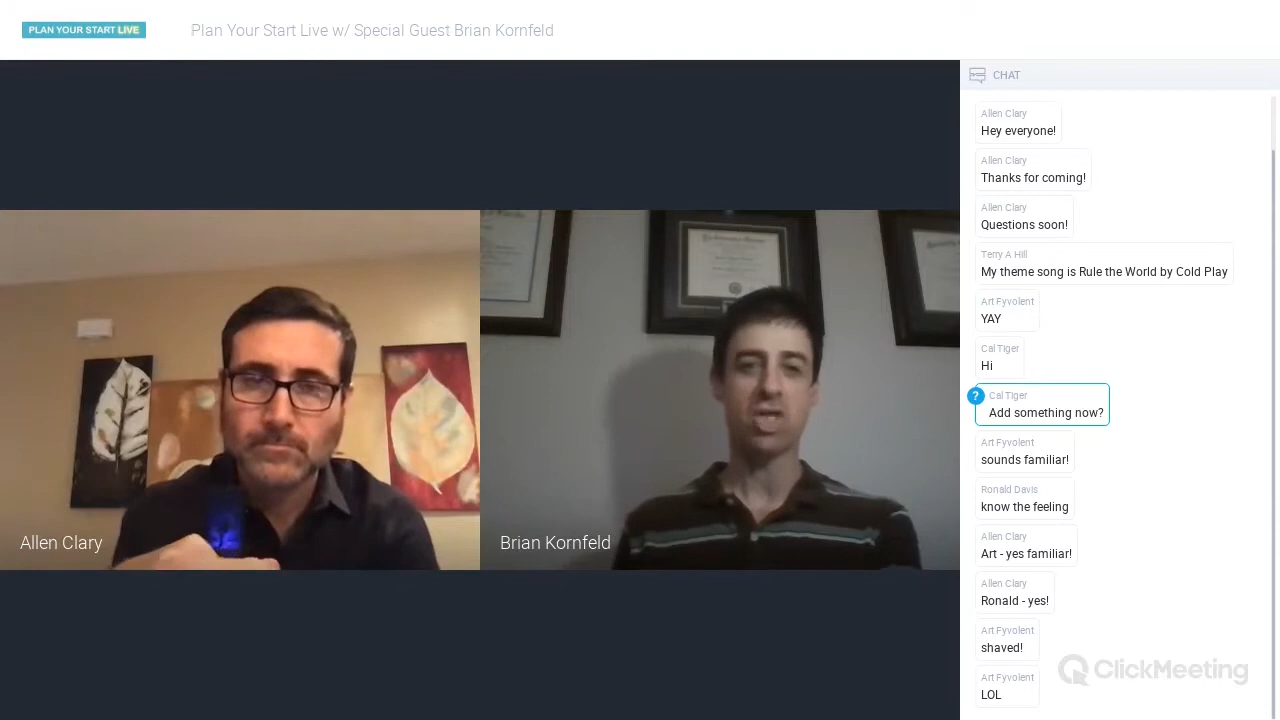 PLAN YOUR START LIVE
Plan Your Start Live w/ Special Guest Brian Kornfeld
CHAT
Allen Clary
Hey everyone!
Allen Clary
Thanks for coming!
Allen Clary
Questions soon!
Terry A Hill
My theme song is Rule the World by Cold Play
Art Fyvolent
YAY
Cal Tiger
Hi
?
Cal Tiger
Add something now?
Art Fyvolent
sounds familiar!
Ronald Davis
know the feeling
Allen Clary
Art - yes familiar!
Allen Clary
Ronald - yes!
Art Fyvolent
shaved!
Art Fyvolent
LOL
Allen Clary
Brian Kornfeld
ClickMeeting